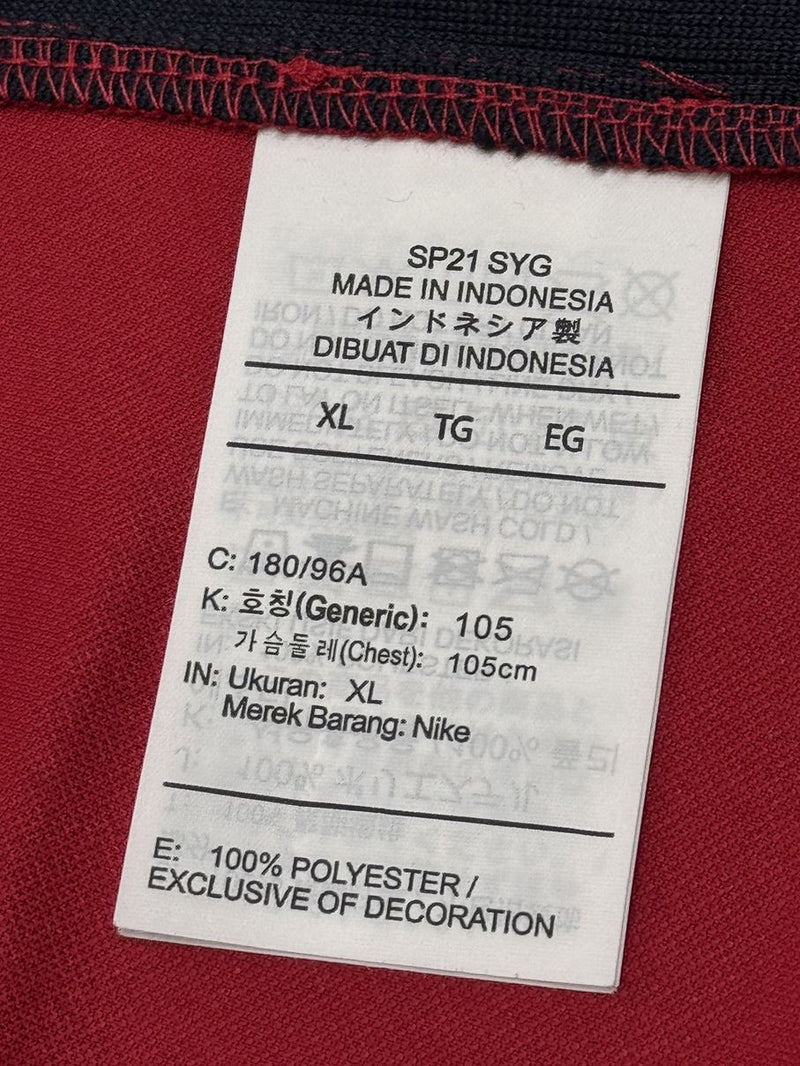 SP21 SYG
MADE IN INDONESIA
インドネシア製
DIBUAT DI INDONESIA
XL TG EG
C: 180/96A
K: 호칭(Generic): 105
가슴둘레(Chest): 105cm
IN: Ukuran: XL
Merek Barang: Nike
E: 100% POLYESTER /
EXCLUSIVE OF DECORATION